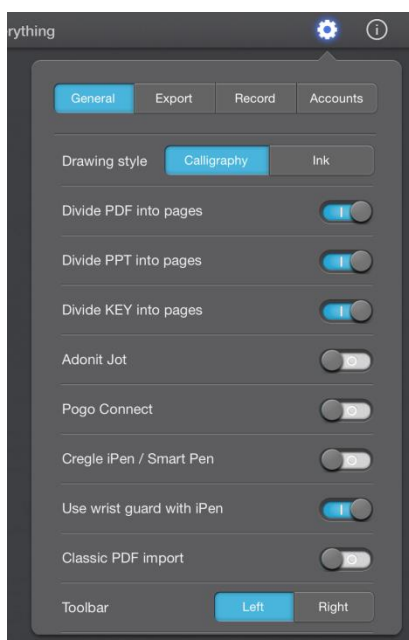 rything
General Export Record Accounts
Drawing style Calligraphy Ink
Divide PDF into pages
Divide PPT into pages
Divide KEY into pages
Adonit Jot
Pogo Connect
Cregle iPen / Smart Pen
Use wrist guard with iPen
Classic PDF import
Toolbar Left Right